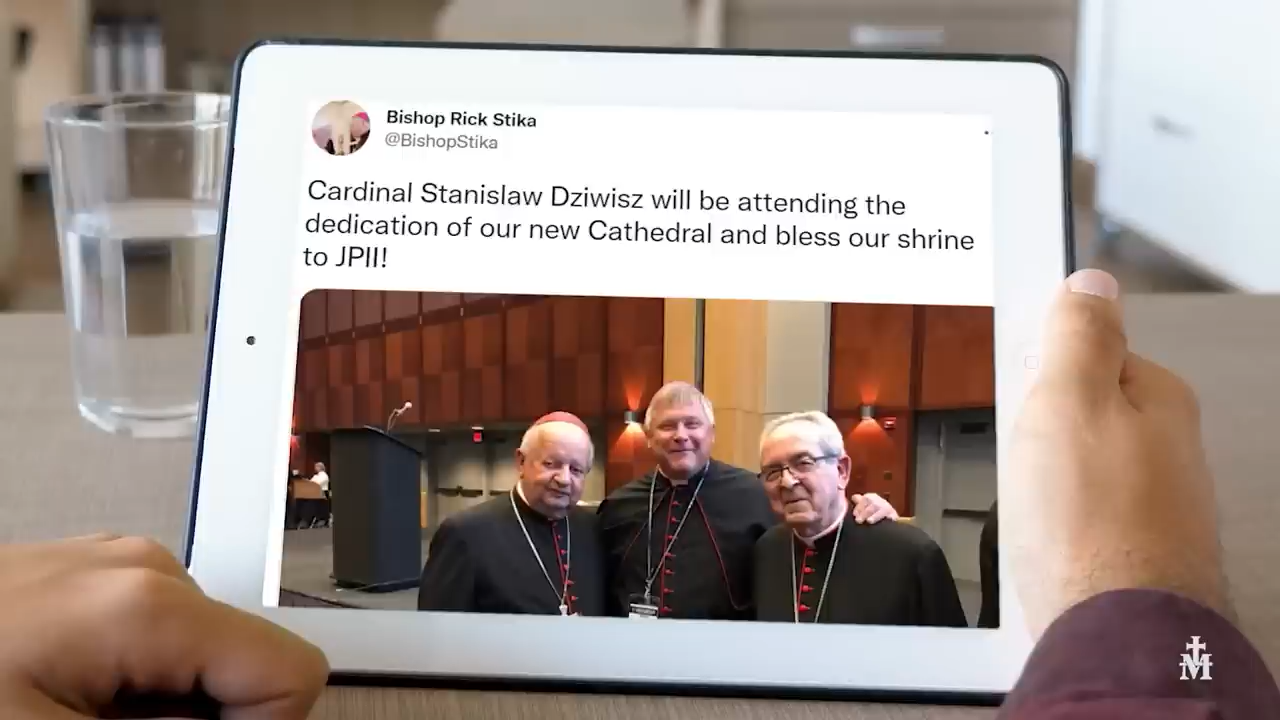 Bishop Rick Stika
@BishopStika
Cardinal Stanislaw Dziwisz will be attending the
dedication of our new Cathedral and bless our shrine
to JPII!
M